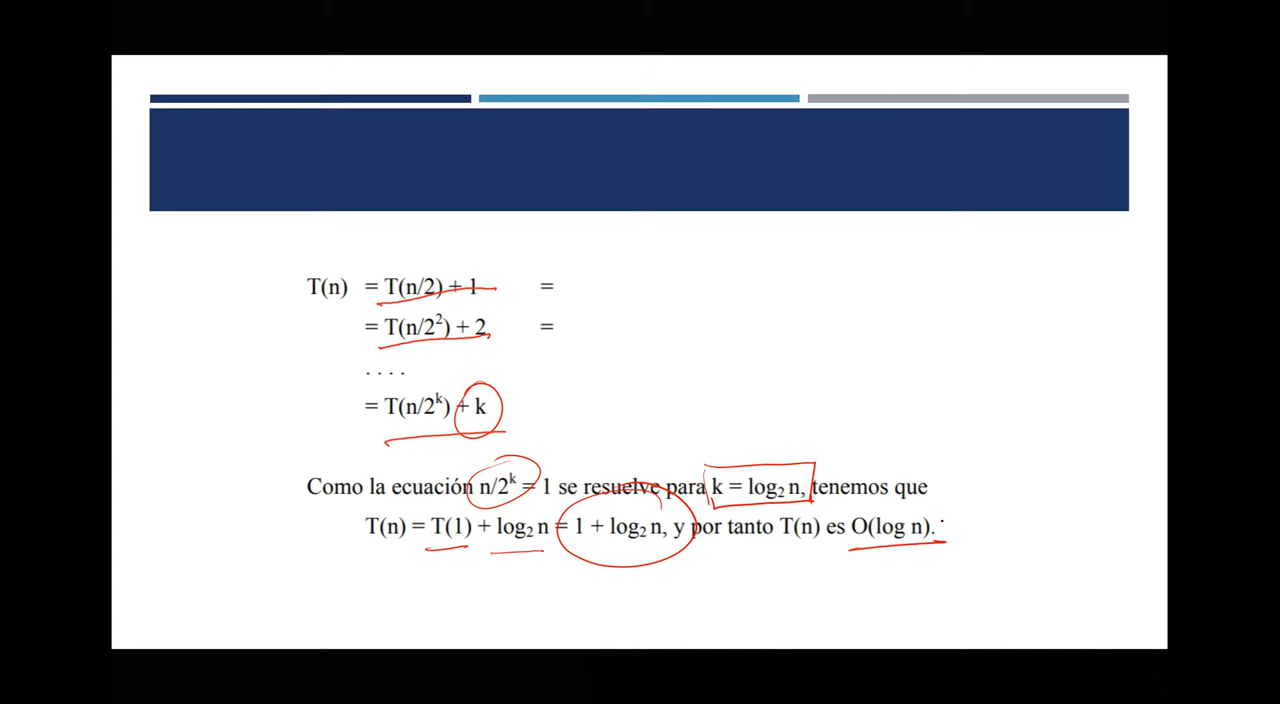 T(n) = T(n/2) + 1 =
= T(n/2²) + 2 =
. . . .
= T(n/2ᵏ) + k
Como la ecuación n/2ᵏ = 1 se resuelve para k = log₂ n, tenemos que
T(n) = T(1) + log₂ n = 1 + log₂ n, y por tanto T(n) es O(log n).